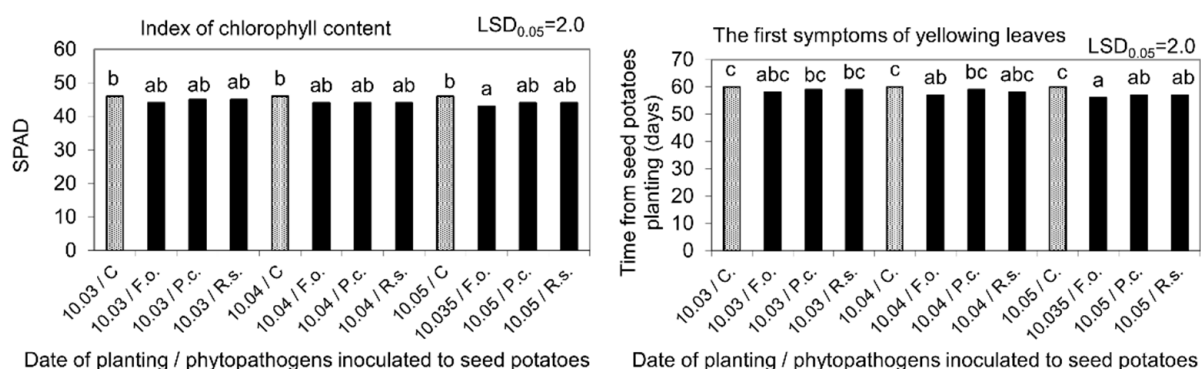 Index of chlorophyll content
LSD0.05=2.0
SPAD
60
50
40
30
20
10
0
b ab ab ab b ab ab ab b a ab ab
10.03 / C
10.03 / F.o.
10.03 / P.c.
10.03 / R.s.
10.04 / C
10.04 / F.o.
10.04 / P.c.
10.04 / R.s.
10.05 / C
10.035 / F.o.
10.05 / P.c.
10.05 / R.s.
Date of planting / phytopathogens inoculated to seed potatoes
The first symptoms of yellowing leaves
LSD0.05=2.0
Time from seed potatoes
planting (days)
70
60
50
40
30
20
10
0
c abc bc bc c ab bc abc c a ab ab
10.03 / C.
10.03 / F.o.
10.03 / P.c.
10.03 / R.s.
10.04 / C.
10.04 / F.o.
10.04 / P.c.
10.04 / R.s.
10.05 / C.
10.035 / F.o.
10.05 / P.c.
10.05 / R.s.
Date of planting / phytopathogens inoculated to seed potatoes